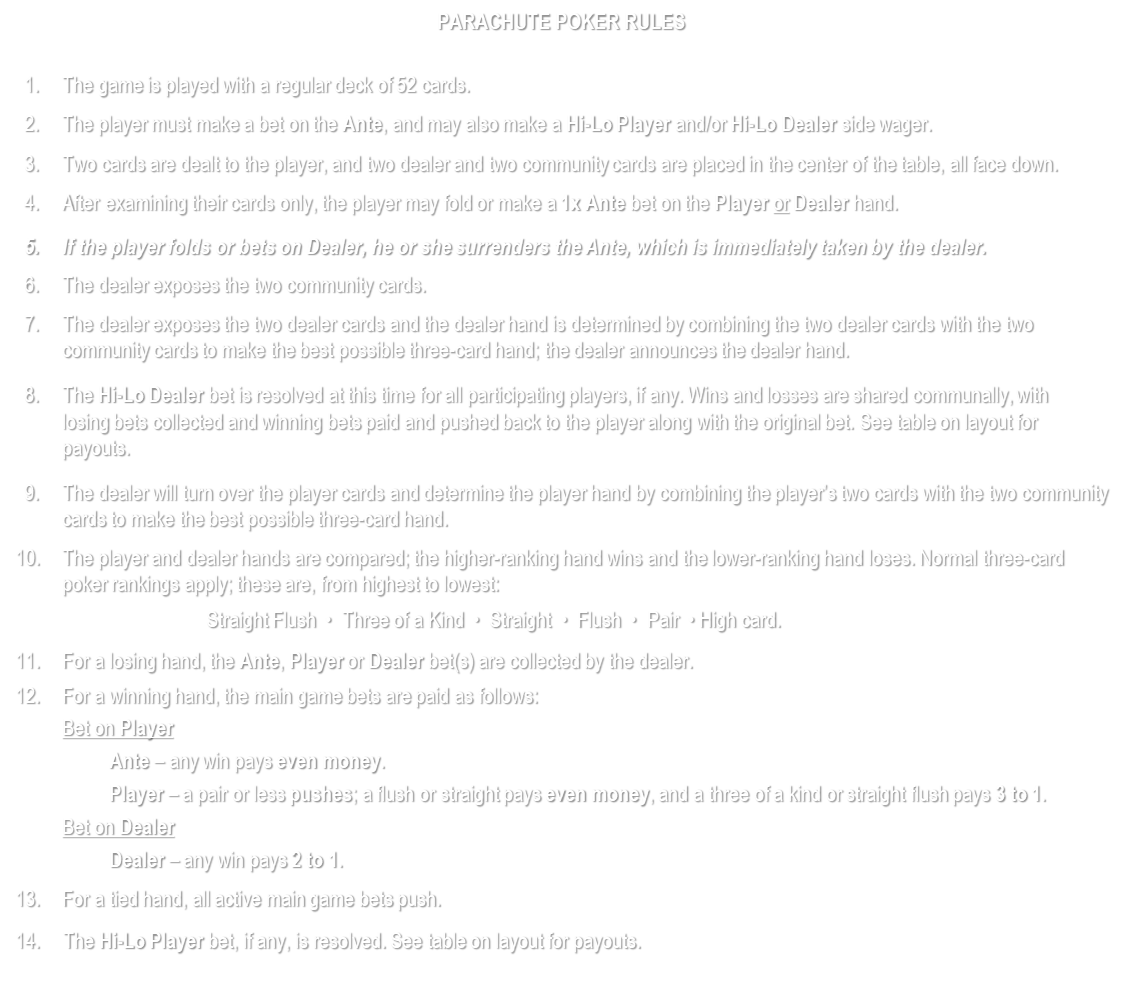 PARACHUTE POKER RULES
1. The game is played with a regular deck of 52 cards.
2. The player must make a bet on the Ante, and may also make a Hi-Lo Player and/or Hi-Lo Dealer side wager.
3. Two cards are dealt to the player, and two dealer and two community cards are placed in the center of the table, all face down.
4. After examining their cards only, the player may fold or make a 1x Ante bet on the Player or Dealer hand.
5. If the player folds or bets on Dealer, he or she surrenders the Ante, which is immediately taken by the dealer.
6. The dealer exposes the two community cards.
7. The dealer exposes the two dealer cards and the dealer hand is determined by combining the two dealer cards with the two
community cards to make the best possible three-card hand; the dealer announces the dealer hand.
8. The Hi-Lo Dealer bet is resolved at this time for all participating players, if any. Wins and losses are shared communally, with
losing bets collected and winning bets paid and pushed back to the player along with the original bet. See table on layout for
payouts.
9. The dealer will turn over the player cards and determine the player hand by combining the player's two cards with the two community
cards to make the best possible three-card hand.
10. The player and dealer hands are compared; the higher-ranking hand wins and the lower-ranking hand loses. Normal three-card
poker rankings apply; these are, from highest to lowest:
Straight Flush • Three of a Kind • Straight • Flush • Pair • High card.
11. For a losing hand, the Ante, Player or Dealer bet(s) are collected by the dealer.
12. For a winning hand, the main game bets are paid as follows:
Bet on Player
Ante – any win pays even money.
Player – a pair or less pushes; a flush or straight pays even money, and a three of a kind or straight flush pays 3 to 1.
Bet on Dealer
Dealer – any win pays 2 to 1.
13. For a tied hand, all active main game bets push.
14. The Hi-Lo Player bet, if any, is resolved. See table on layout for payouts.